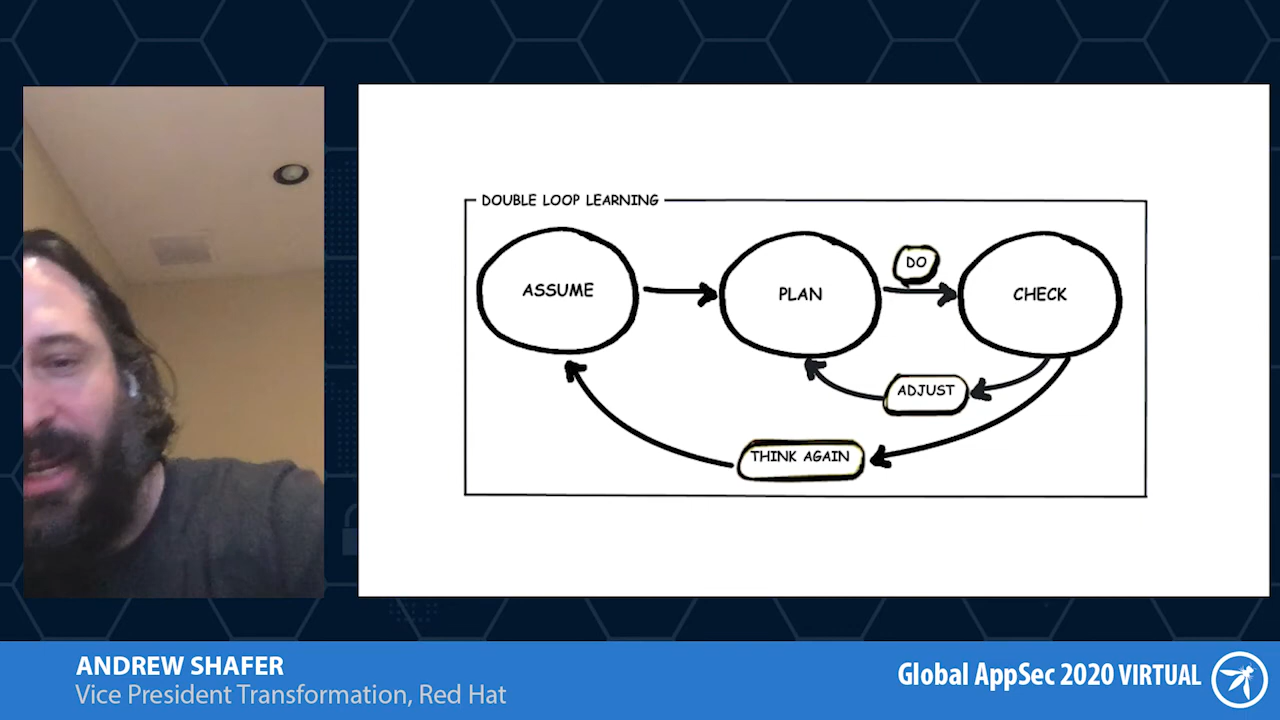 DOUBLE LOOP LEARNING
ASSUME
PLAN
DO
CHECK
ADJUST
THINK AGAIN
ANDREW SHAFER
Vice President Transformation, Red Hat
Global AppSec 2020 VIRTUAL